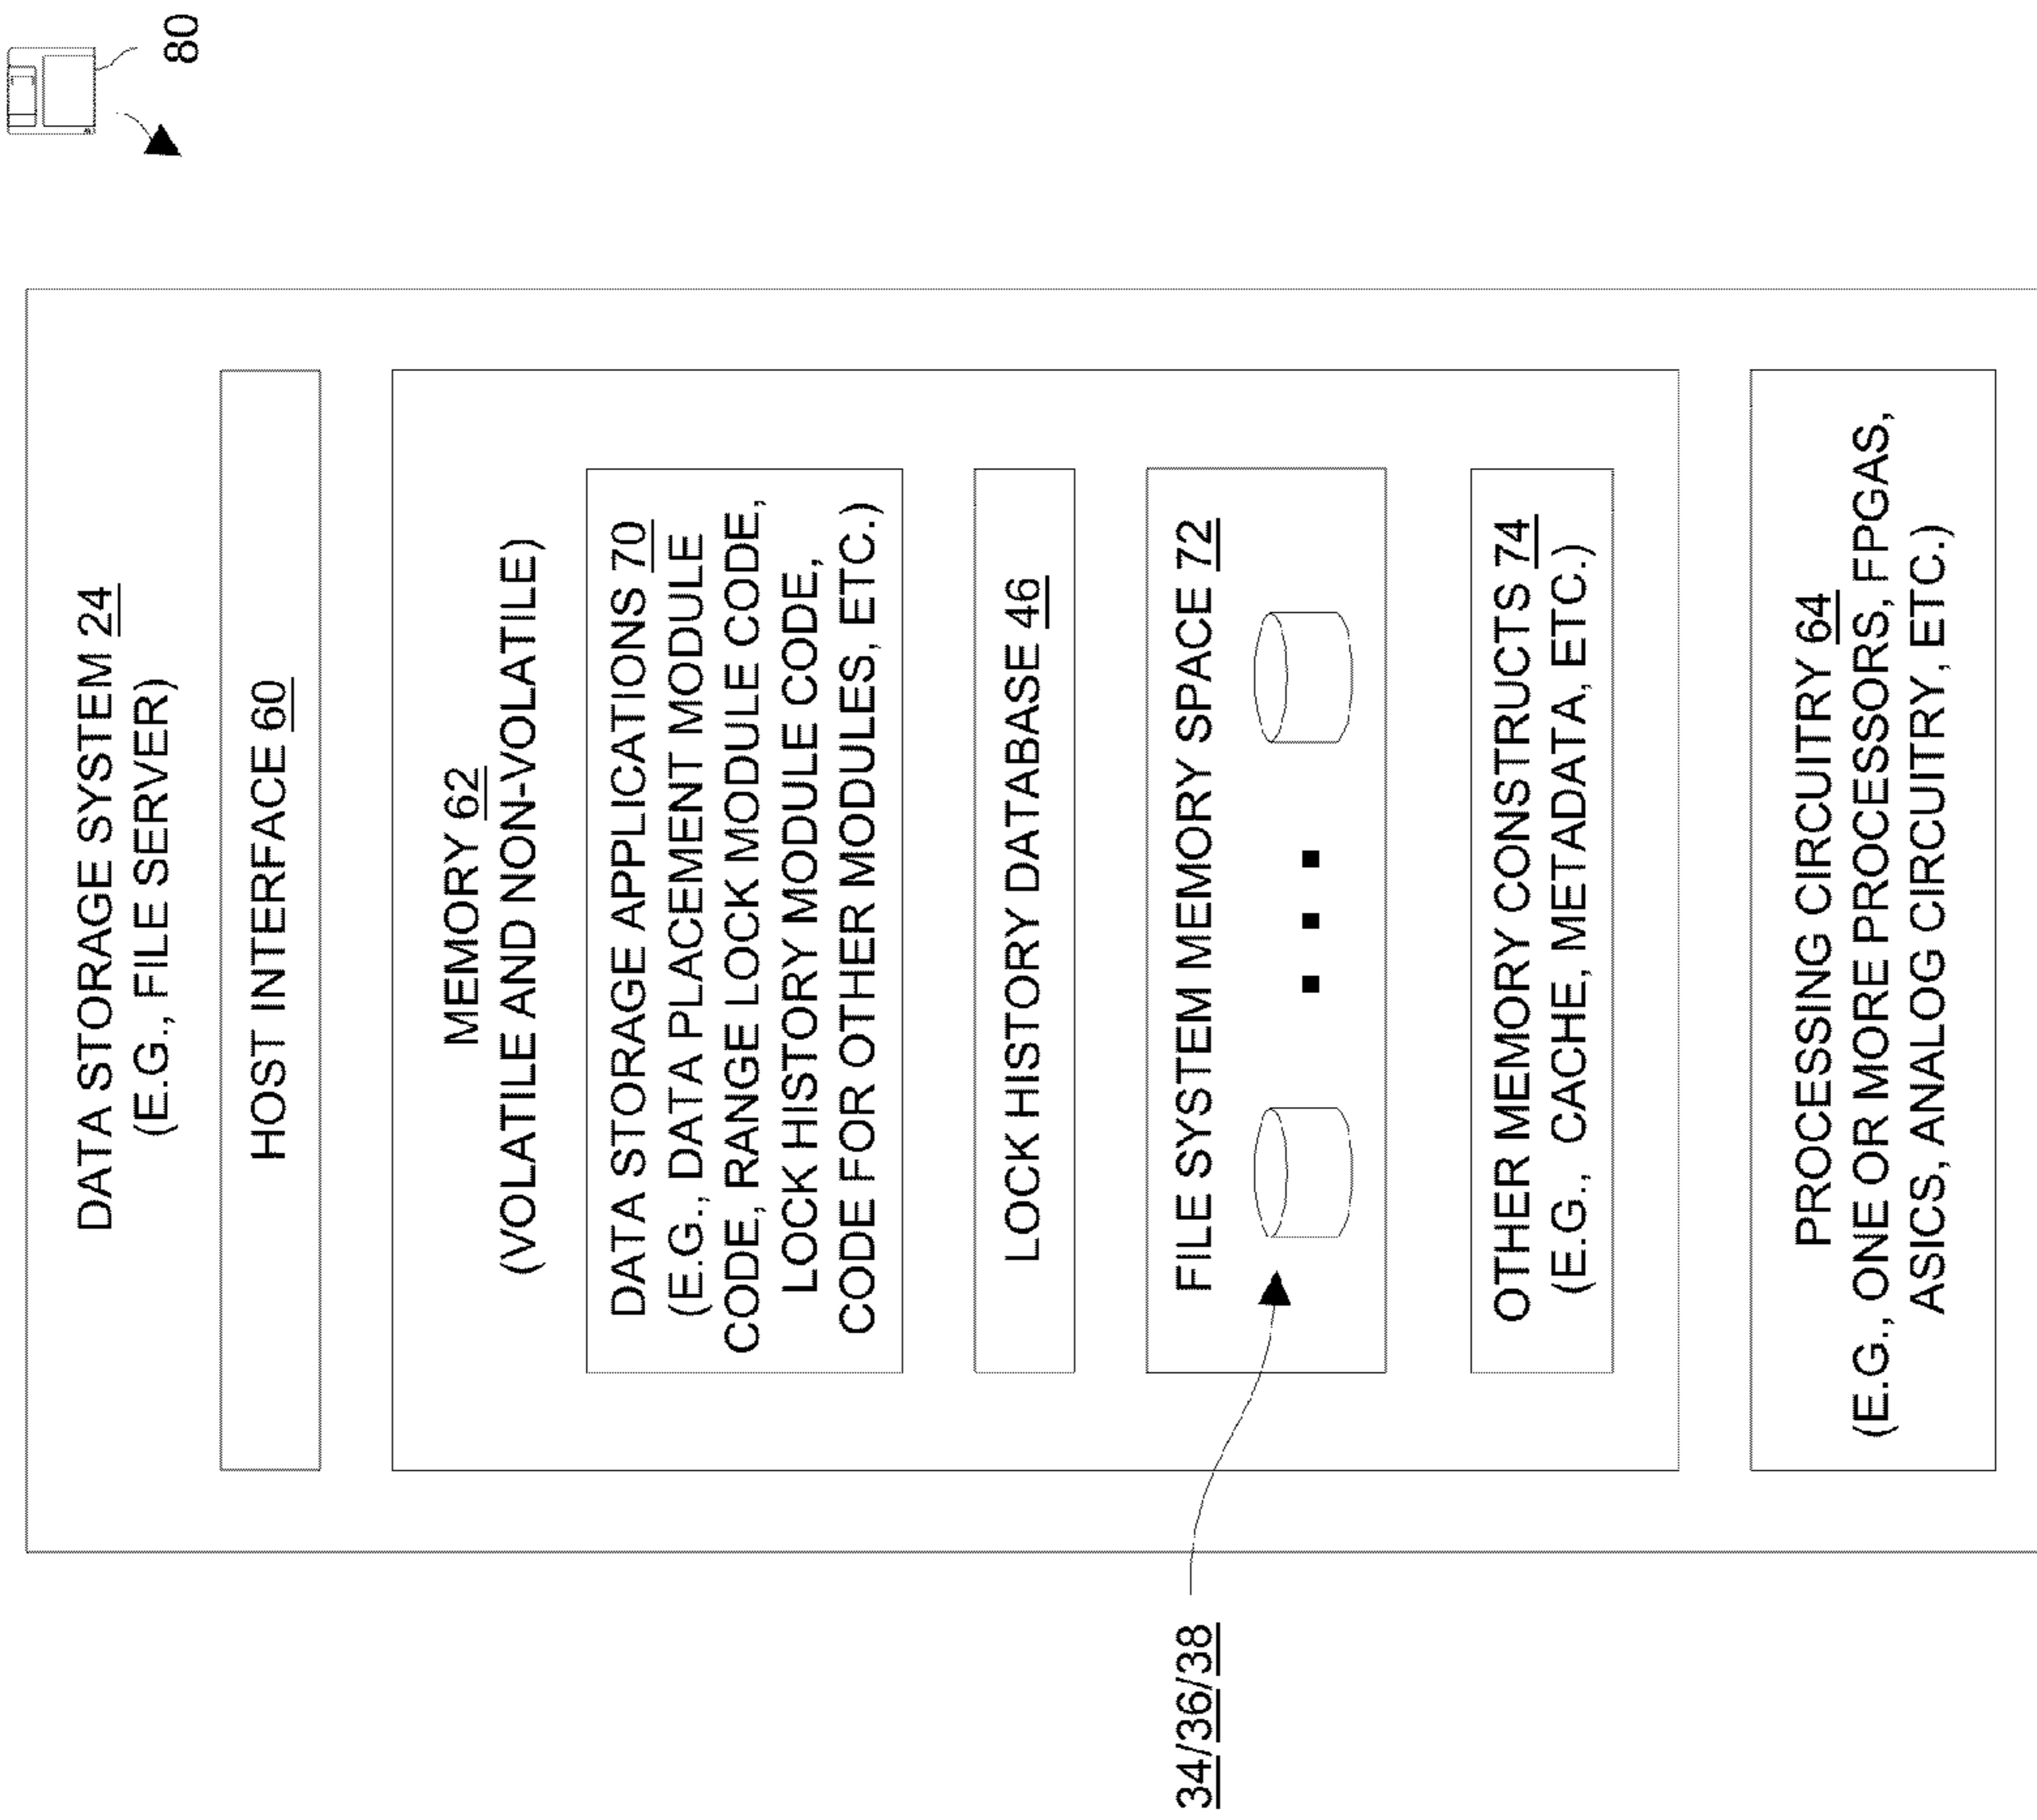 80
DATA STORAGE SYSTEM 24
(E.G., FILE SERVER)
HOST INTERFACE 60
MEMORY 62
(VOLATILE AND NON-VOLATILE)
DATA STORAGE APPLICATIONS 70
(E.G., DATA PLACEMENT MODULE
CODE, RANGE LOCK MODULE CODE,
LOCK HISTORY MODULE CODE,
CODE FOR OTHER MODULES, ETC.)
LOCK HISTORY DATABASE 46
FILE SYSTEM MEMORY SPACE 72
34/36/38
OTHER MEMORY CONSTRUCTS 74
(E.G., CACHE, METADATA, ETC.)
PROCESSING CIRCUITRY 64
(E.G., ONE OR MORE PROCESSORS, FPGAS,
ASICS, ANALOG CIRCUITRY, ETC.)